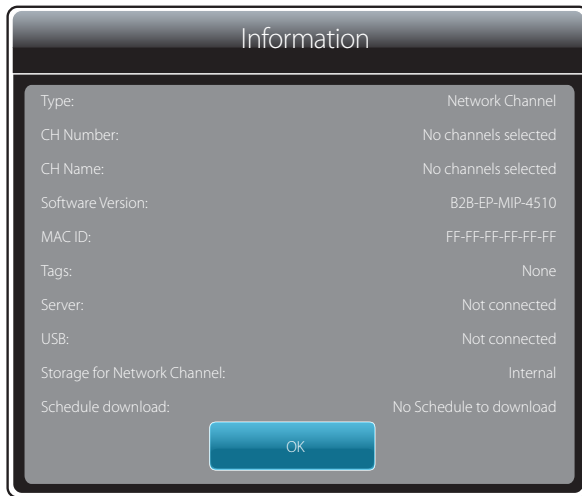 Information
Type: Network Channel
CH Number: No channels selected
CH Name: No channels selected
Software Version: B2B-EP-MIP-4510
MAC ID: FF-FF-FF-FF-FF-FF
Tags: None
Server: Not connected
USB: Not connected
Storage for Network Channel: Internal
Schedule download: No Schedule to download
OK